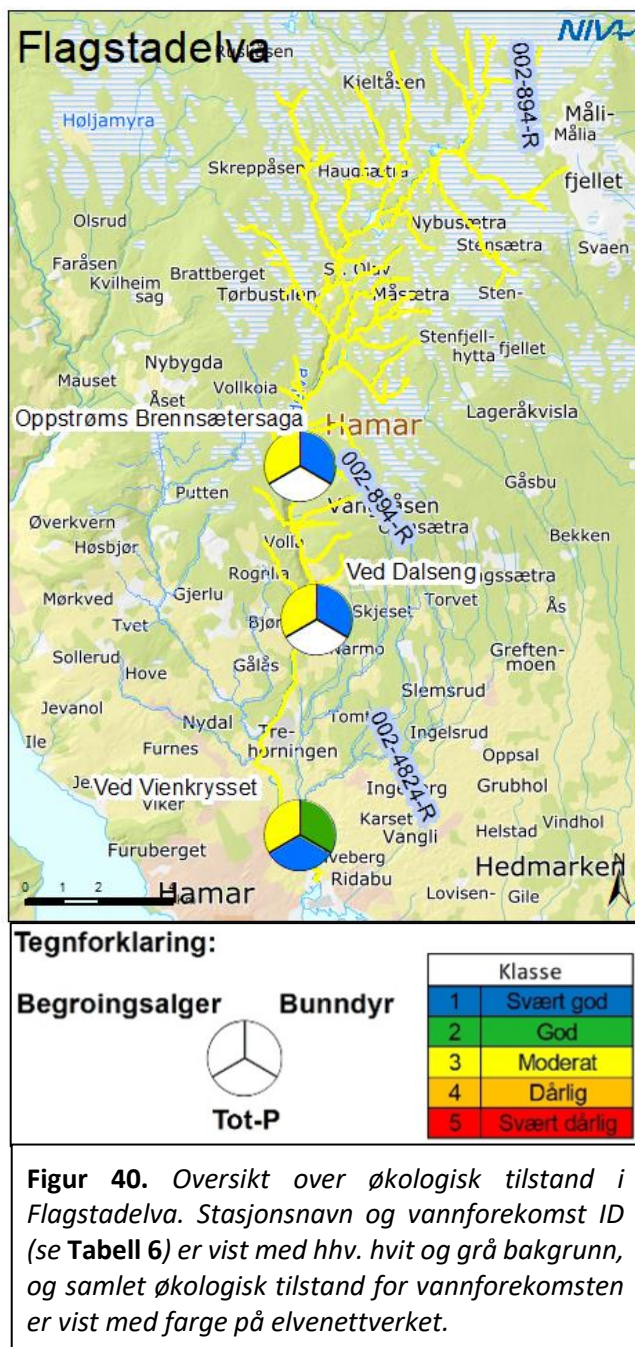 Flagstadelva
NIVA
Kjeltåsen
002-894-R
Høljamyra
Måli-
Målia
fjellet
Skreppåsen
Haugsætra
Olsrud
Nybusætra
Stensætra
Svaen
Faråsen
Kvilheim
sag
Brattberget
St. Olav
Tørbustilen
Måsætra
Sten-
Stenfjell-
hytta
fjellet
Nybygda
Mauset
Åset
Vollkoia
Lageråkvisla
Oppstrøms Brennsætersaga
Hamar
002-894-R
Gåsbu
Putten
Øverkvern
Høsbjør
Bekken
Ved Dalseng
Mørkved
Gjerlu
Skjeset
Torvet
Ås
Tvet
Greften-
moen
Sollerud
Hove
Gålås
Slemsrud
Jevanol
Nydal
002-4824-R
Ingelsrud
Ile
Furnes
Tre-
hørningen
Oppsal
Ved Vienkrysset
Viker
Grubhol
Karset
Vangli
Helstad
Vindhol
Furuberget
Hedmarken
Ridabu
Hamar
Lovisen-
Gile
0 1 2
Tegnforklaring:
Begroingsalger Bunndyr
Tot-P
Klasse
1 Svært god
2 God
3 Moderat
4 Dårlig
5 Svært dårlig
Figur 40. Oversikt over økologisk tilstand i
Flagstadelva. Stasjonsnavn og vannforekomst ID
(se Tabell 6) er vist med hhv. hvit og grå bakgrunn,
og samlet økologisk tilstand for vannforekomsten
er vist med farge på elvenettverket.